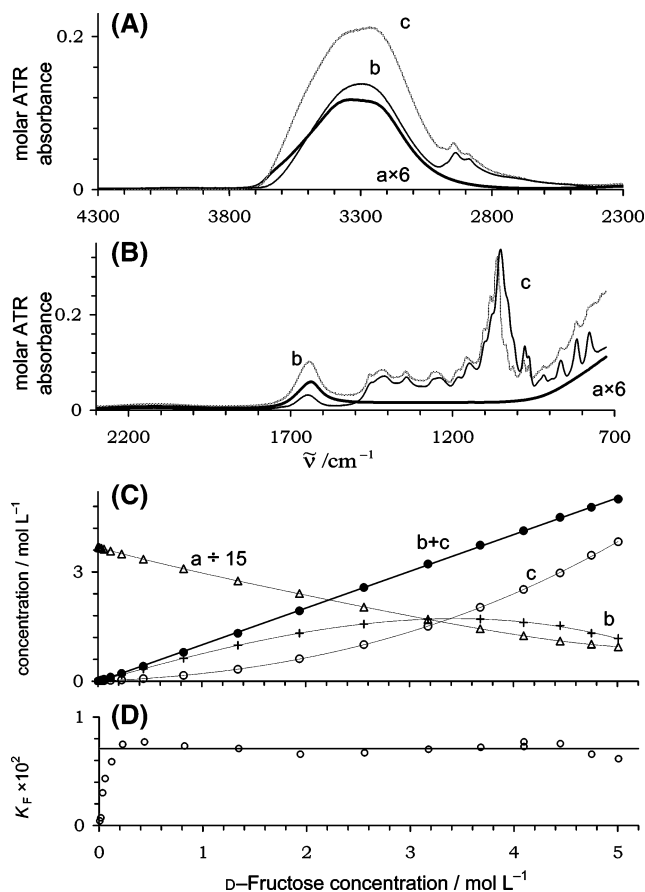 (A)
0.2
c
b
a×6
molar ATR
absorbance
0
4300 3800 3300 2800 2300
(B)
c
0.2
b
a×6
molar ATR
absorbance
0
2200 1700 1200 700
ν̃ /cm⁻¹
(C)
a ÷ 15
b+c
c
b
3
0
concentration / mol L⁻¹
(D)
1
0
K_F ×10²
0 1 2 3 4 5
D–Fructose concentration / mol L⁻¹